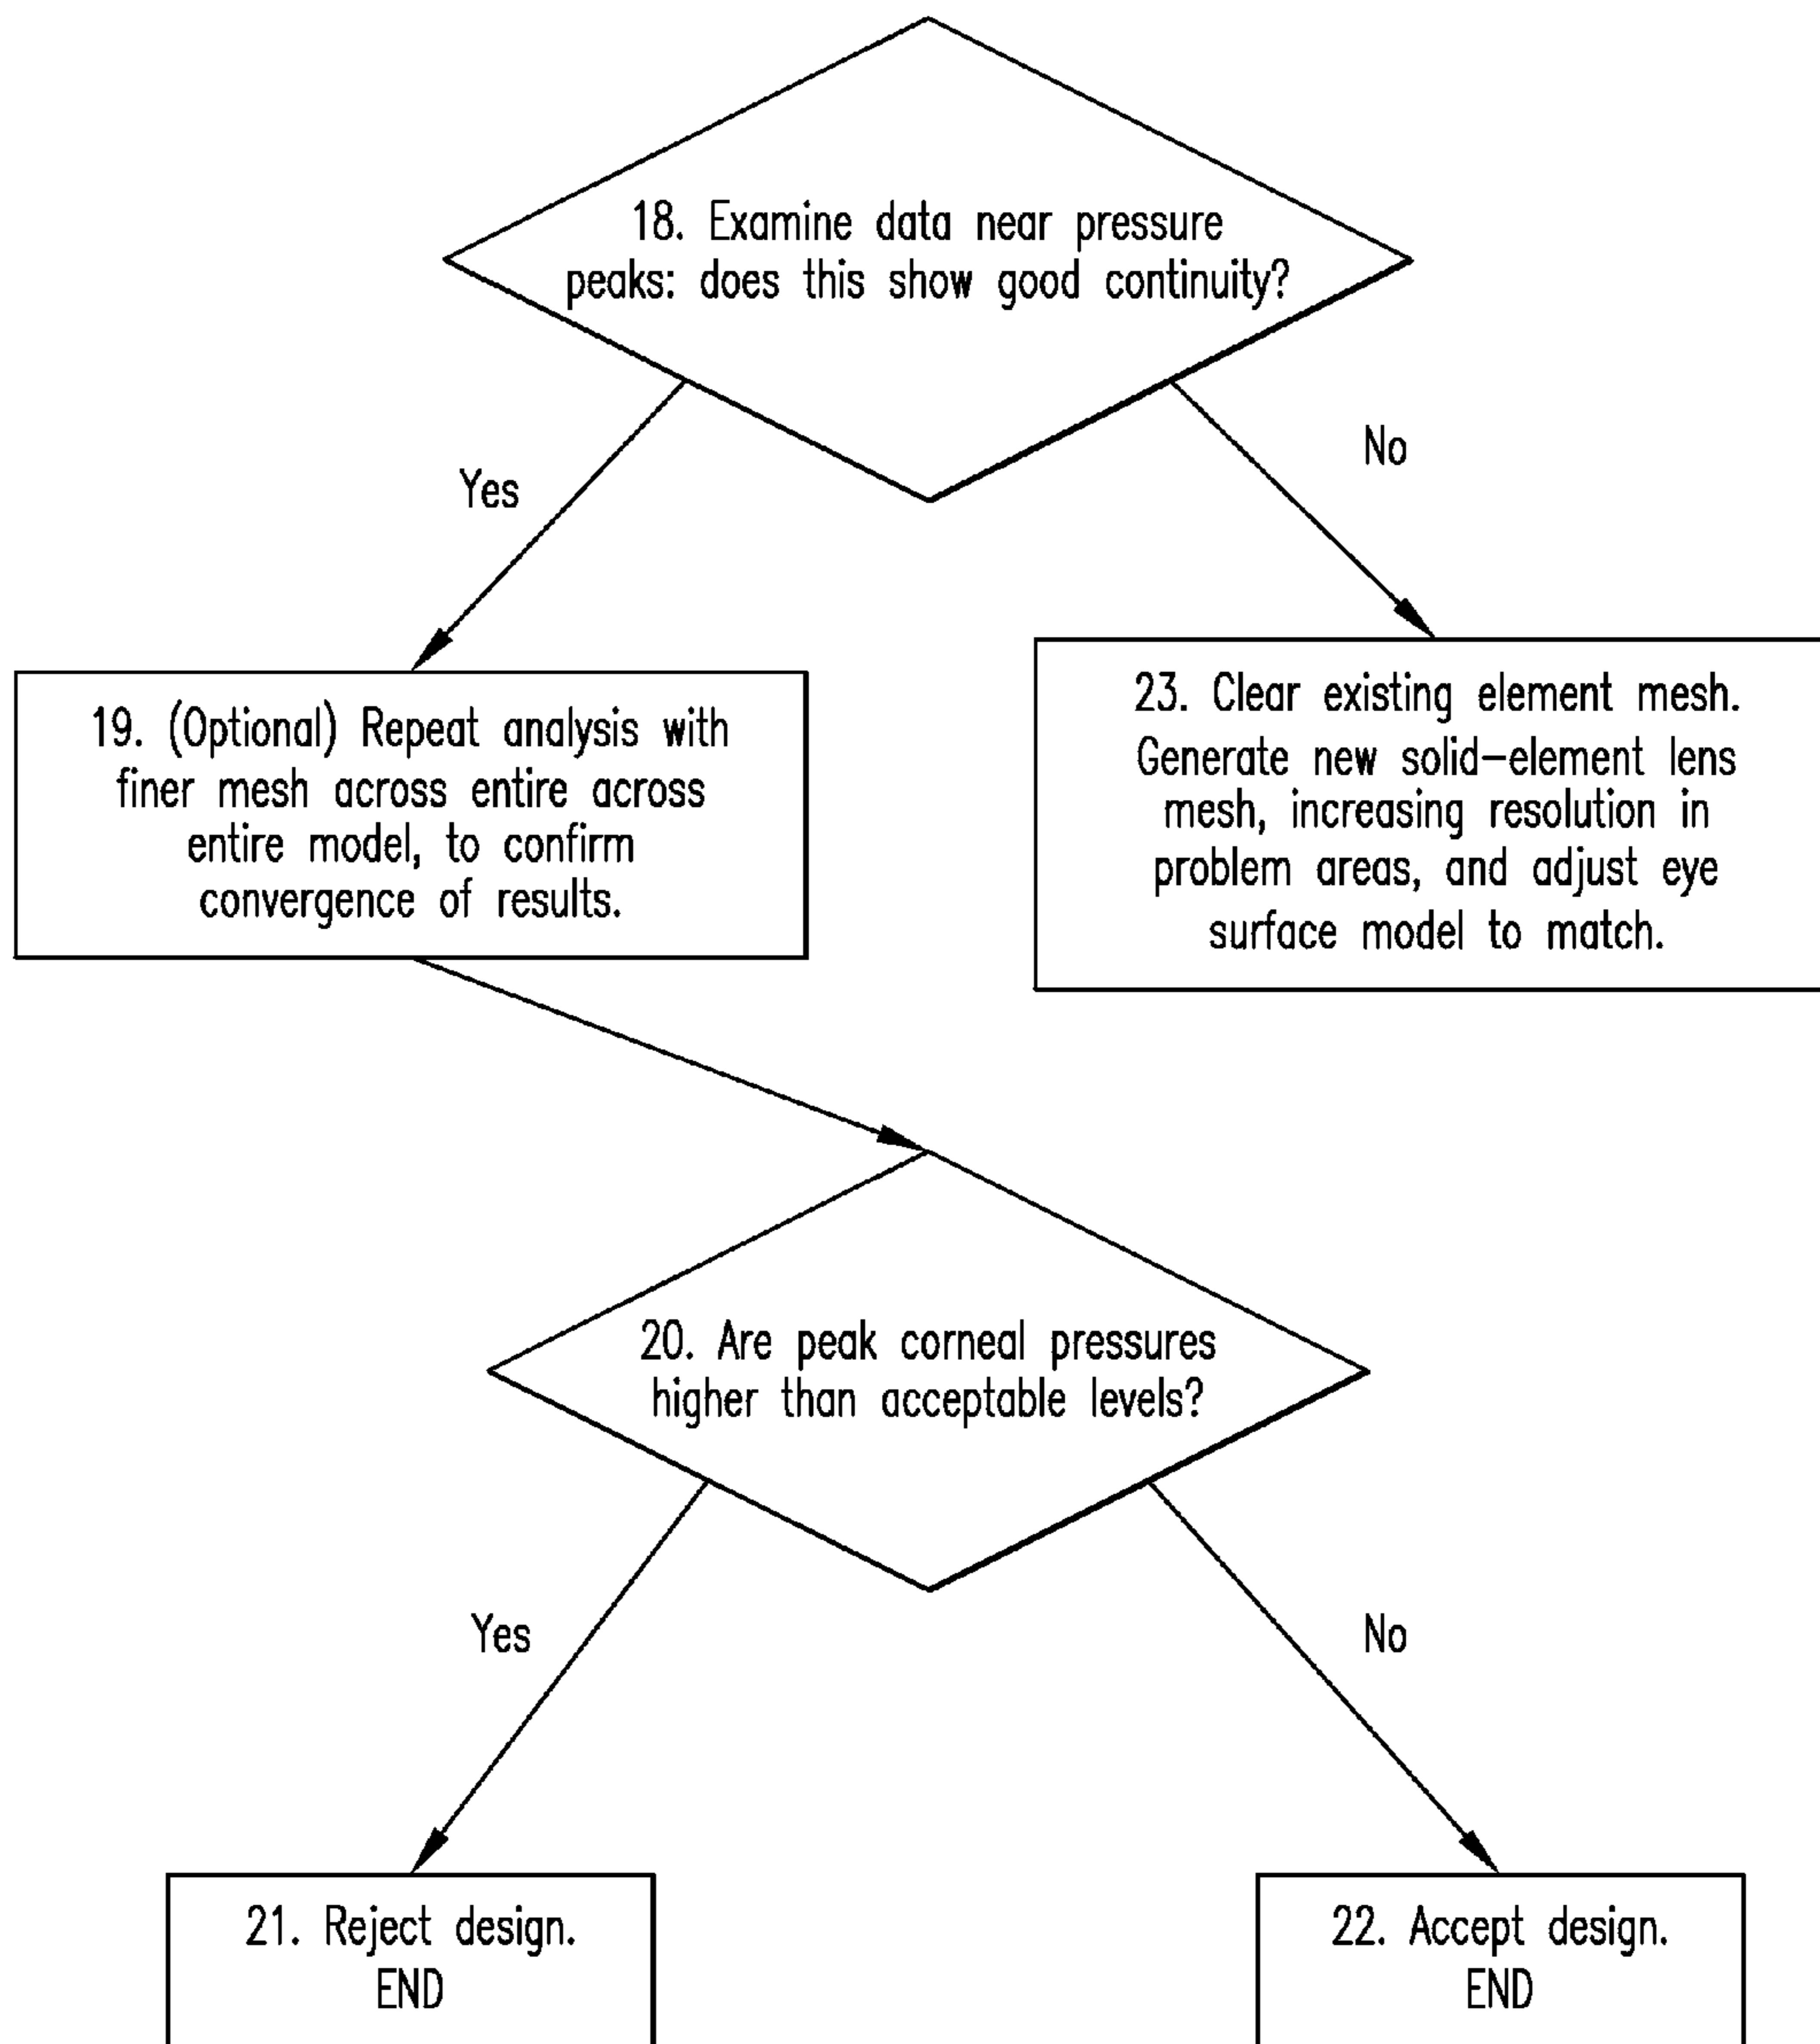 18. Examine data near pressure
peaks: does this show good continuity?
Yes
No
19. (Optional) Repeat analysis with
finer mesh across entire across
entire model, to confirm
convergence of results.
23. Clear existing element mesh.
Generate new solid-element lens
mesh, increasing resolution in
problem areas, and adjust eye
surface model to match.
20. Are peak corneal pressures
higher than acceptable levels?
Yes
No
21. Reject design.
END
22. Accept design.
END